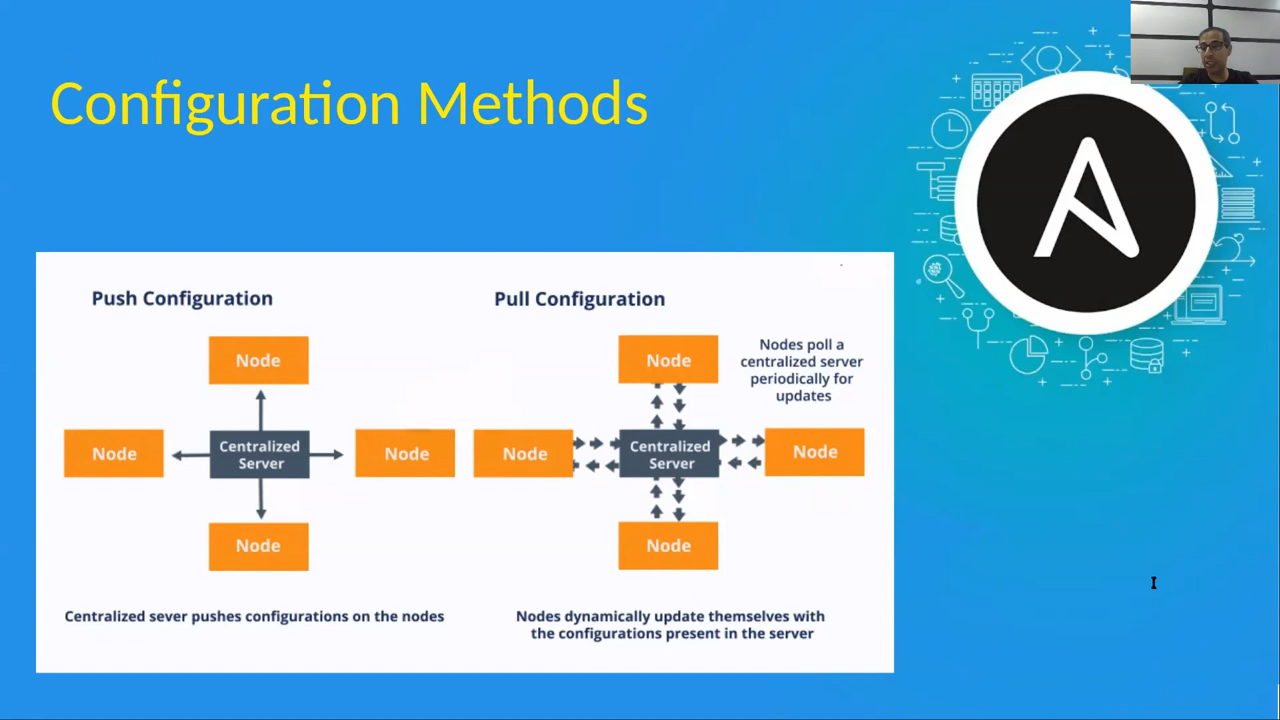 Configuration Methods
Push Configuration
Node
Node
Centralized
Server
Node
Node
Centralized sever pushes configurations on the nodes
Pull Configuration
Node
Nodes poll a
centralized server
periodically for
updates
Node
Centralized
Server
Node
Node
Nodes dynamically update themselves with
the configurations present in the server